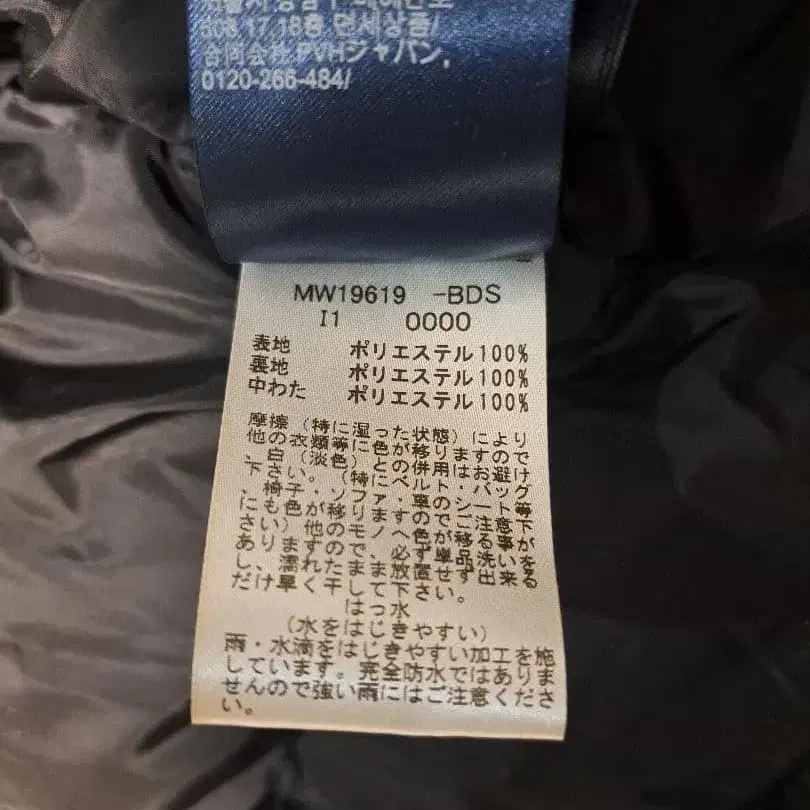 508 17,18층 면세상품/
合同会社PVHジャパン,
0120-266-484/
MW19619 -BDS
I1 0000
表地 ポリエステル100%
裏地 ポリエステル100%
中わた ポリエステル100%
摩擦（特に湿った状態）により
他の衣類等に色が移りますので
、白（淡色）との併用はお避け
下さい。（特にベルト・バッグ
、椅子・ソファ・車のシート等
にも色が移りますのでご注意下
さい）他のモノへ色が移る事が
ありますので、必ず単品洗いを
し、濡れたまま放置せず出来る
だけ早く干して下さい。
はっ水
（水をはじきやすい）
雨・水滴をはじきやすい加工を施
しています。完全防水ではありま
せんので強い雨にはご注意くださ
い。